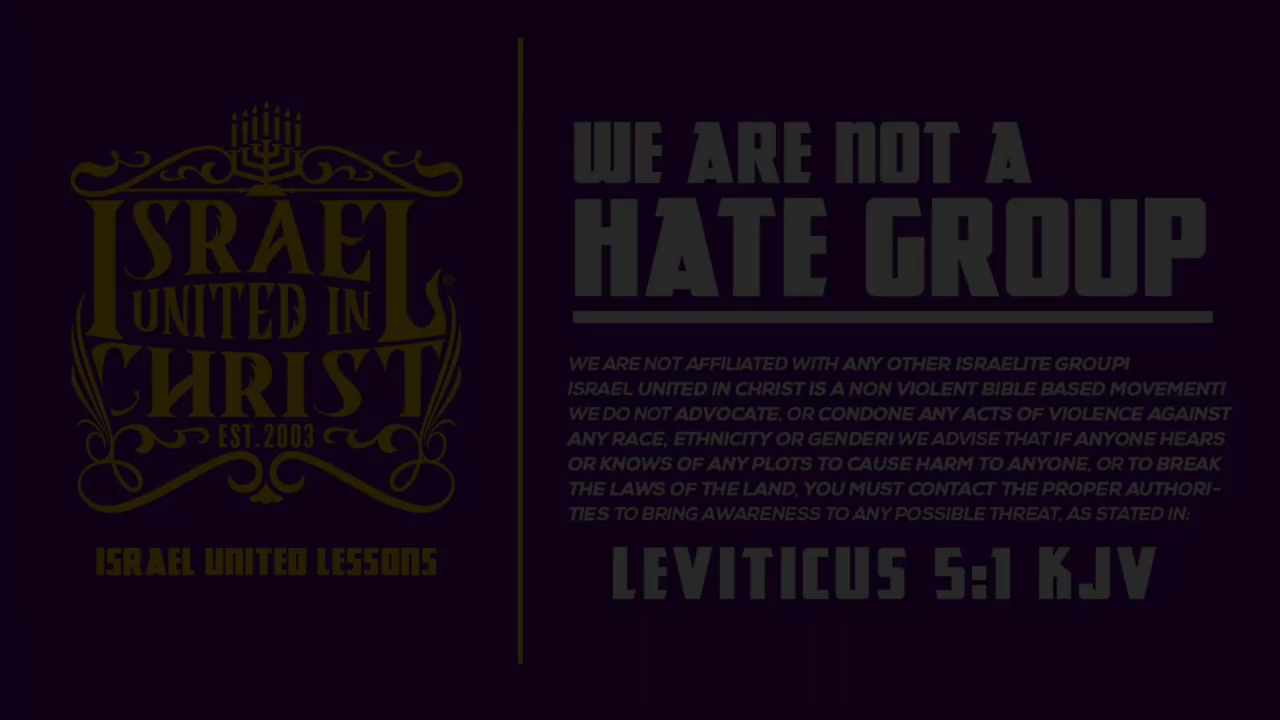 ISRAEL
UNITED IN
CHRIST
EST. 2003
ISRAEL UNITED LESSONS
WE ARE NOT A
HATE GROUP
WE ARE NOT AFFILIATED WITH ANY OTHER ISRAELITE GROUP!
ISRAEL UNITED IN CHRIST IS A NON VIOLENT BIBLE BASED MOVEMENT!
WE DO NOT ADVOCATE, OR CONDONE ANY ACTS OF VIOLENCE AGAINST
ANY RACE, ETHNICITY OR GENDER! WE ADVISE THAT IF ANYONE HEARS
OR KNOWS OF ANY PLOTS TO CAUSE HARM TO ANYONE, OR TO BREAK
THE LAWS OF THE LAND, YOU MUST CONTACT THE PROPER AUTHORI-
TIES TO BRING AWARENESS TO ANY POSSIBLE THREAT, AS STATED IN:
LEVITICUS 5:1 KJV